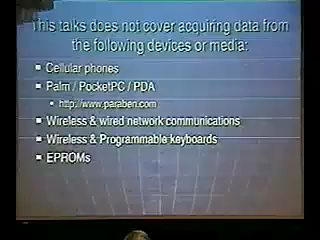 This talks does not cover acquiring data from
the following devices or media:
Cellular phones
Palm / PocketPC / PDA
http://www.paraben.com
Wireless & wired network communications
Wireless & Programmable keyboards
EPROMs